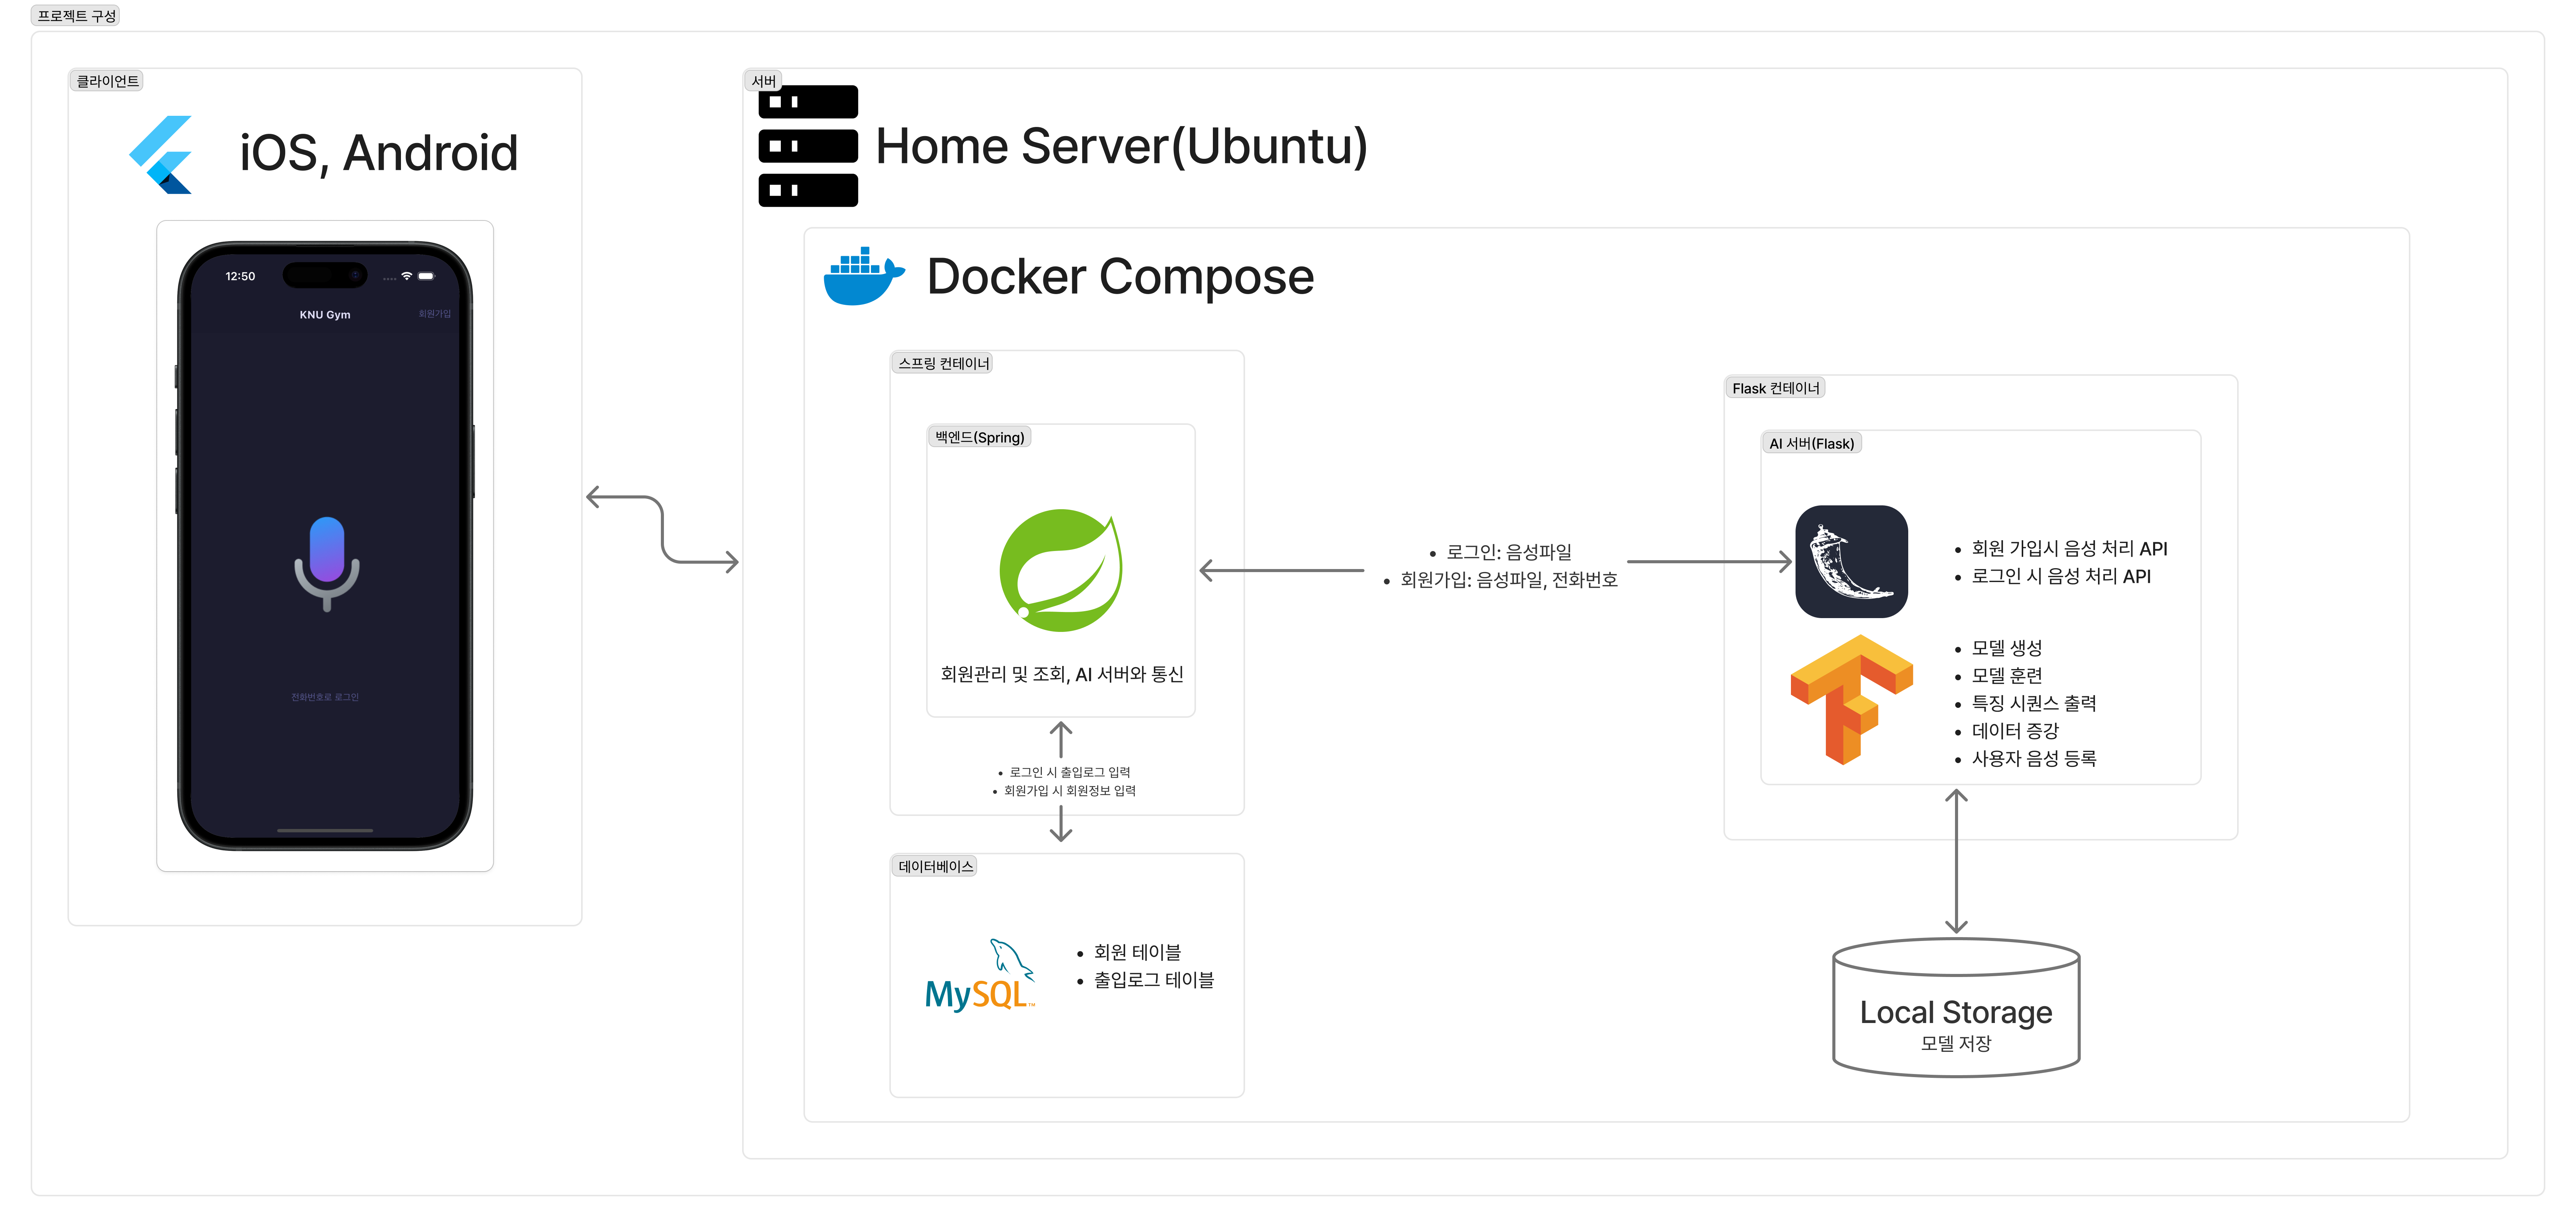 프로젝트 구성
클라이언트
iOS, Android
12:50
KNU Gym
회원가입
전화번호로 로그인
서버
Home Server(Ubuntu)
Docker Compose
스프링 컨테이너
백엔드(Spring)
회원관리 및 조회, AI 서버와 통신
• 로그인 시 출입로그 입력
• 회원가입 시 회원정보 입력
데이터베이스
MySQL™
• 회원 테이블
• 출입로그 테이블
• 로그인: 음성파일
• 회원가입: 음성파일, 전화번호
Flask 컨테이너
AI 서버(Flask)
• 회원 가입시 음성 처리 API
• 로그인 시 음성 처리 API
• 모델 생성
• 모델 훈련
• 특징 시퀀스 출력
• 데이터 증강
• 사용자 음성 등록
Local Storage
모델 저장